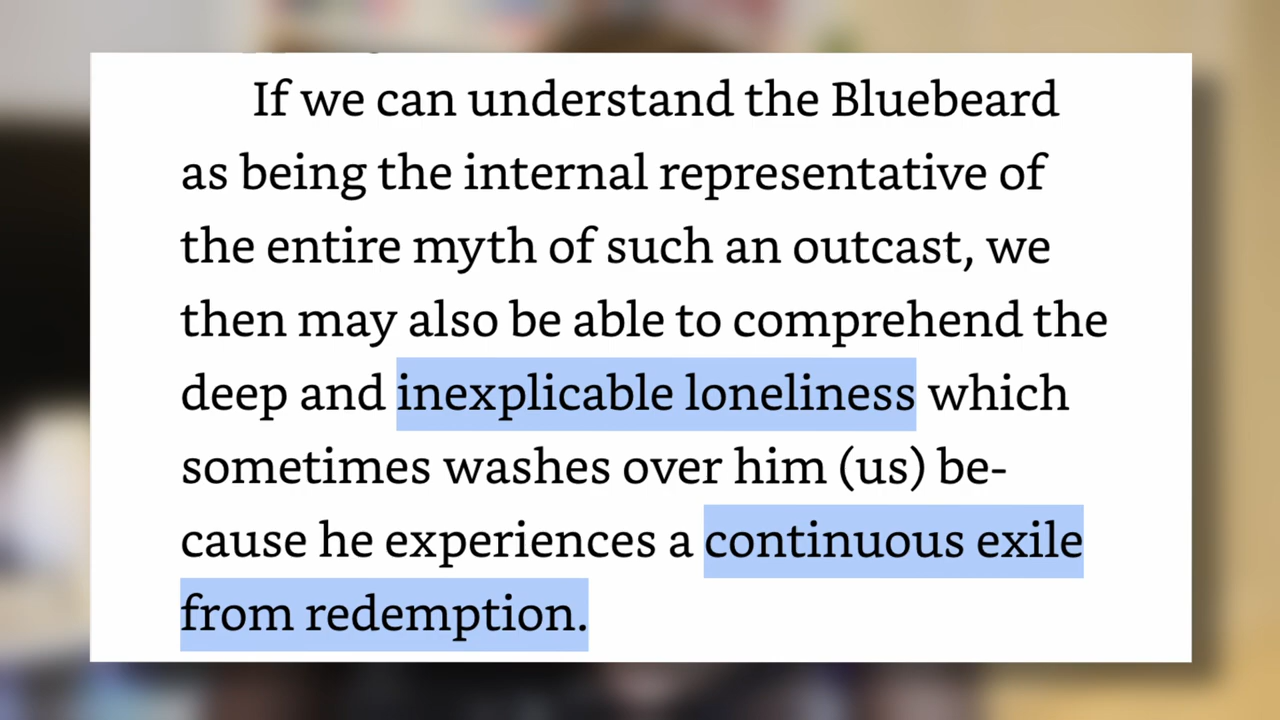 If we can understand the Bluebeard
as being the internal representative of
the entire myth of such an outcast, we
then may also be able to comprehend the
deep and inexplicable loneliness which
sometimes washes over him (us) be-
cause he experiences a continuous exile
from redemption.